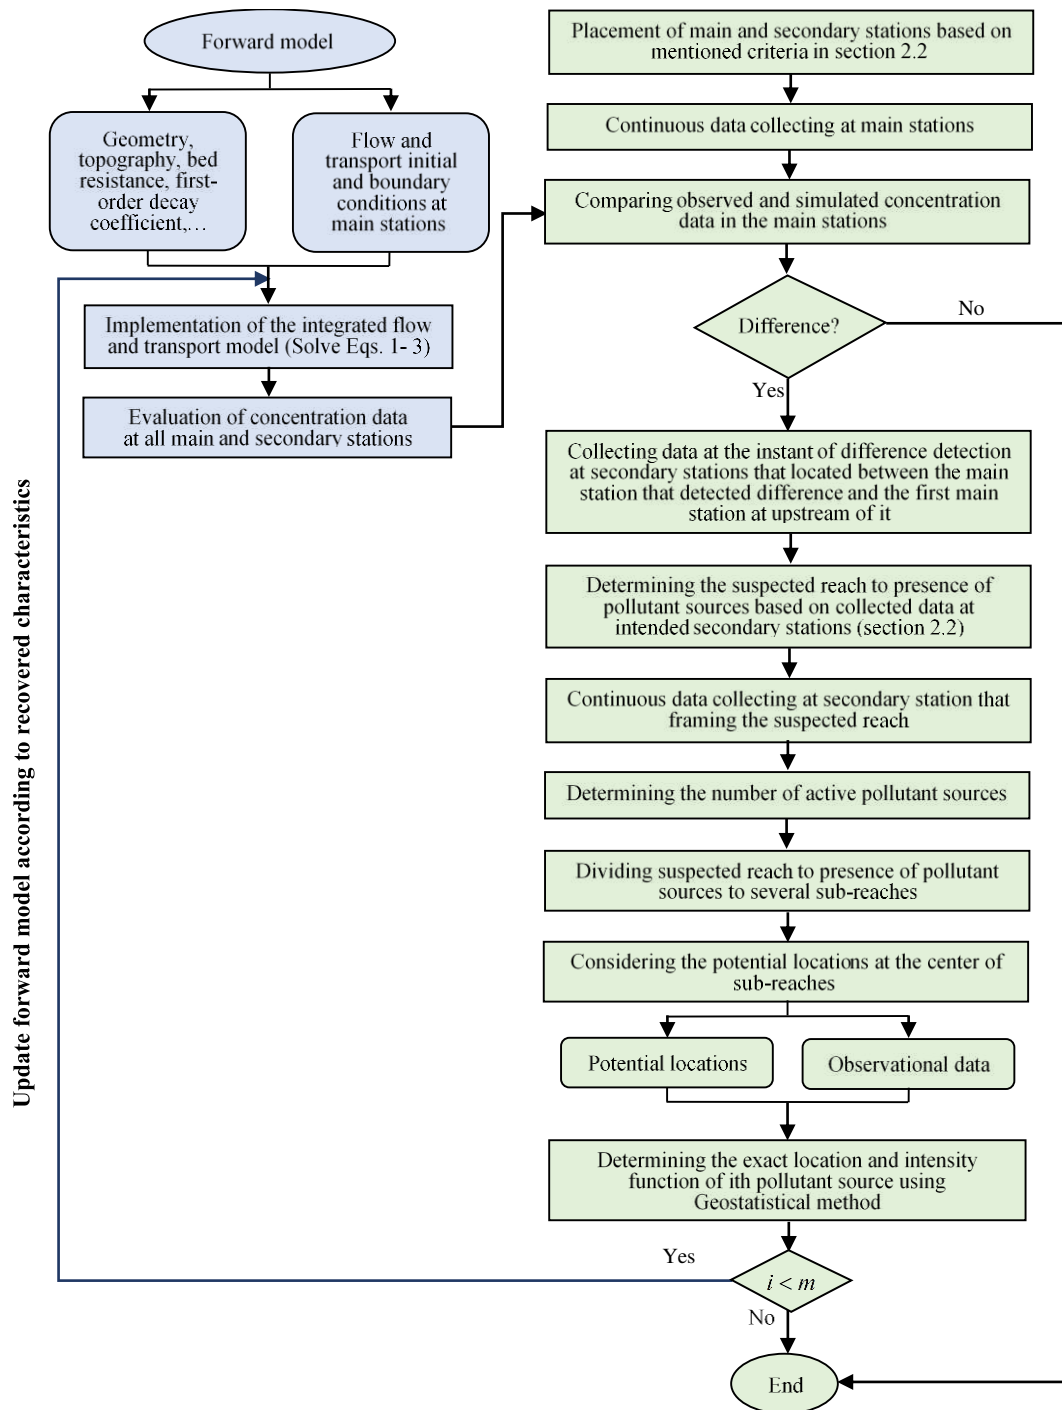 Forward model
Geometry,
topography, bed
resistance, first-
order decay
coefficient,...
Flow and
transport initial
and boundary
conditions at
main stations
Implementation of the integrated flow
and transport model (Solve Eqs. 1- 3)
Evaluation of concentration data
at all main and secondary stations
Update forward model according to recovered characteristics
Placement of main and secondary stations based on
mentioned criteria in section 2.2
Continuous data collecting at main stations
Comparing observed and simulated concentration
data in the main stations
Difference?
No
Yes
Collecting data at the instant of difference detection
at secondary stations that located between the main
station that detected difference and the first main
station at upstream of it
Determining the suspected reach to presence of
pollutant sources based on collected data at
intended secondary stations (section 2.2)
Continuous data collecting at secondary station that
framing the suspected reach
Determining the number of active pollutant sources
Dividing suspected reach to presence of pollutant
sources to several sub-reaches
Considering the potential locations at the center of
sub-reaches
Potential locations
Observational data
Determining the exact location and intensity
function of ith pollutant source using
Geostatistical method
Yes
i < m
No
End